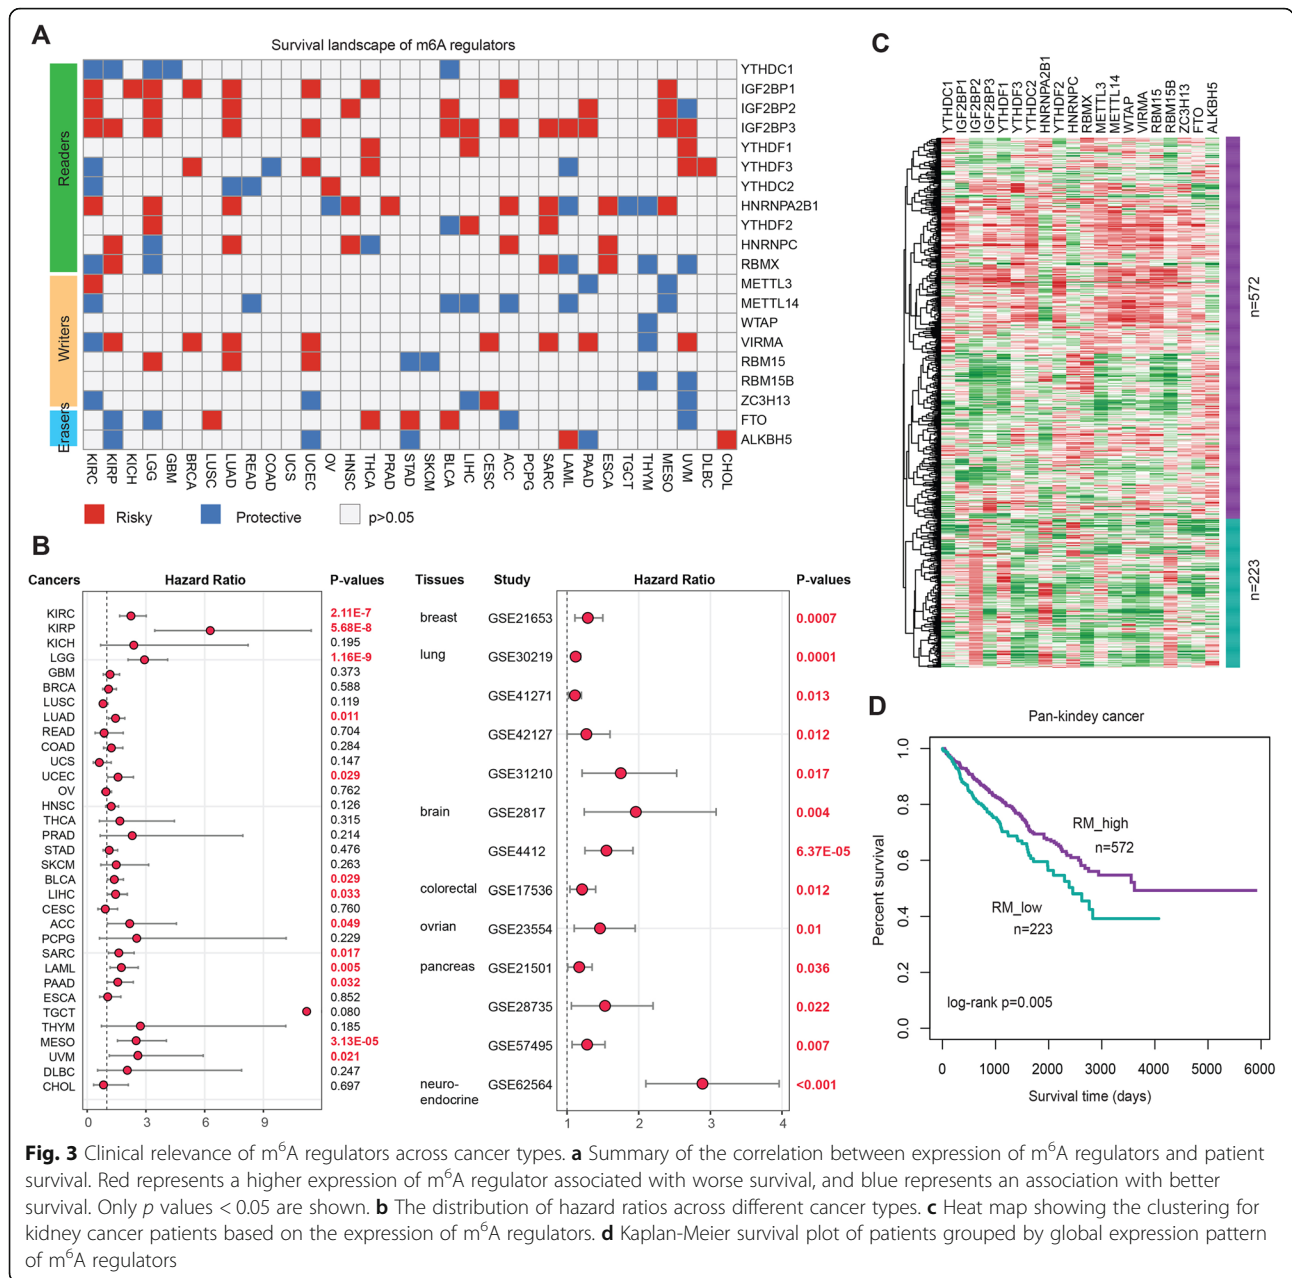 A
Survival landscape of m6A regulators
Readers
Writers
Erasers
YTHDC1
IGF2BP1
IGF2BP2
IGF2BP3
YTHDF1
YTHDF3
YTHDC2
HNRNPA2B1
YTHDF2
HNRNPC
RBMX
METTL3
METTL14
WTAP
VIRMA
RBM15
RBM15B
ZC3H13
FTO
ALKBH5
KIRC
KIRP
KICH
LGG
GBM
BRCA
LUSC
LUAD
READ
COAD
UCS
UCEC
OV
HNSC
THCA
PRAD
STAD
SKCM
BLCA
LIHC
CESC
ACC
PCPG
SARC
LAML
PAAD
ESCA
TGCT
THYM
MESO
UVM
DLBC
CHOL
Risky Protective p>0.05
B
Cancers Hazard Ratio P-values
KIRC 2.11E-7
KIRP 5.68E-8
KICH 0.195
LGG 1.16E-9
GBM 0.373
BRCA 0.588
LUSC 0.119
LUAD 0.011
READ 0.704
COAD 0.284
UCS 0.147
UCEC 0.029
OV 0.762
HNSC 0.126
THCA 0.315
PRAD 0.214
STAD 0.476
SKCM 0.263
BLCA 0.029
LIHC 0.033
CESC 0.760
ACC 0.049
PCPG 0.229
SARC 0.017
LAML 0.005
PAAD 0.032
ESCA 0.852
TGCT 0.080
THYM 0.185
MESO 3.13E-05
UVM 0.021
DLBC 0.247
CHOL 0.697
0 3 6 9
Tissues Study Hazard Ratio P-values
breast GSE21653 0.0007
lung GSE30219 0.0001
GSE41271 0.013
GSE42127 0.012
GSE31210 0.017
brain GSE2817 0.004
GSE4412 6.37E-05
colorectal GSE17536 0.012
ovrian GSE23554 0.01
pancreas GSE21501 0.036
GSE28735 0.022
GSE57495 0.007
neuro-
endocrine GSE62564 <0.001
1 2 3 4
C
YTHDC1
IGF2BP1
IGF2BP2
IGF2BP3
YTHDF1
YTHDF3
YTHDC2
HNRNPA2B1
YTHDF2
HNRNPC
RBMX
METTL3
METTL14
WTAP
VIRMA
RBM15
RBM15B
ZC3H13
FTO
ALKBH5
n=572
n=223
D
Pan-kindey cancer
Percent survival
1.0
0.8
0.6
0.4
0.2
0.0
RM_high
n=572
RM_low
n=223
log-rank p=0.005
0 1000 2000 3000 4000 5000 6000
Survival time (days)
Fig. 3 Clinical relevance of m⁶A regulators across cancer types. a Summary of the correlation between expression of m⁶A regulators and patient
survival. Red represents a higher expression of m⁶A regulator associated with worse survival, and blue represents an association with better
survival. Only p values < 0.05 are shown. b The distribution of hazard ratios across different cancer types. c Heat map showing the clustering for
kidney cancer patients based on the expression of m⁶A regulators. d Kaplan-Meier survival plot of patients grouped by global expression pattern
of m⁶A regulators